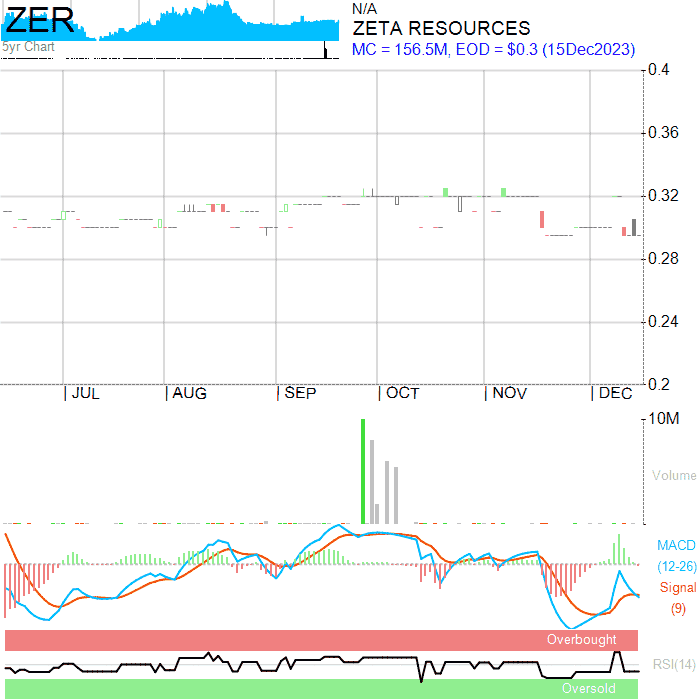 ZER
5yr Chart
N/A
ZETA RESOURCES
MC = 156.5M, EOD = $0.3 (15Dec2023)
0.4
0.36
0.32
0.28
0.24
0.2
| JUL | AUG | SEP | OCT | NOV | DEC
10M
Volume
MACD
(12-26)
Signal
(9)
Overbought
RSI(14)
Oversold